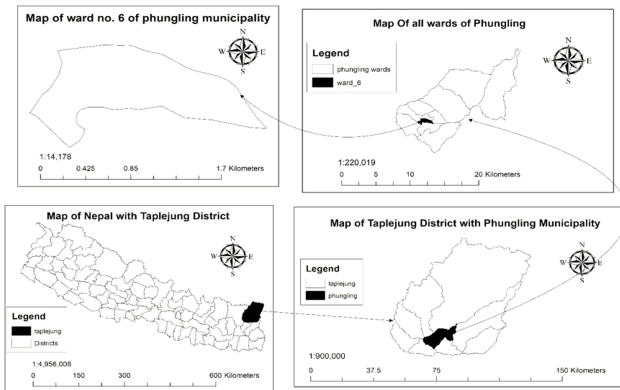 Map of ward no. 6 of phungling municipality
N
W E
S
1:14,178
0 0.425 0.85 1.7 Kilometers
Map Of all wards of Phungling
Legend
phungling wards
ward_6
N
W E
S
1:220,019
0 10 20 Kilometers
Map of Nepal with Taplejung District
N
W E
S
Legend
taplejung
Districts
1:4,956,008
0 150 300 600 Kilometers
Map of Taplejung District with Phungling Municipality
Legend
taplejung
phungling
N
W E
S
1:900,000
0 37.5 75 150 Kilometers